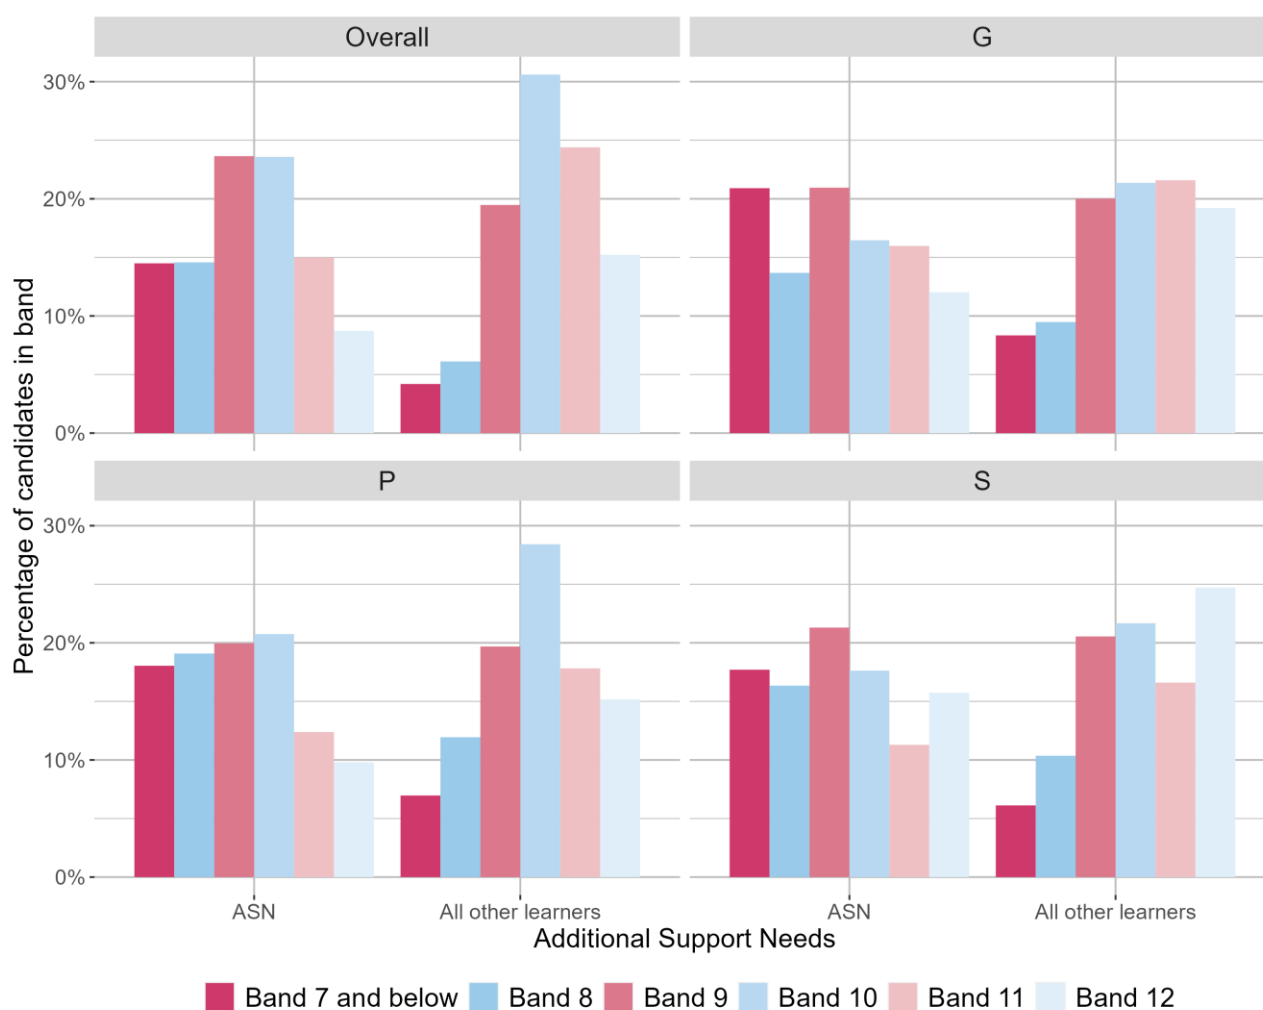 Overall
G
30%
20%
10%
0%
P
S
30%
20%
10%
0%
Percentage of candidates in band
ASN
All other learners
ASN
All other learners
Additional Support Needs
Band 7 and below
Band 8
Band 9
Band 10
Band 11
Band 12